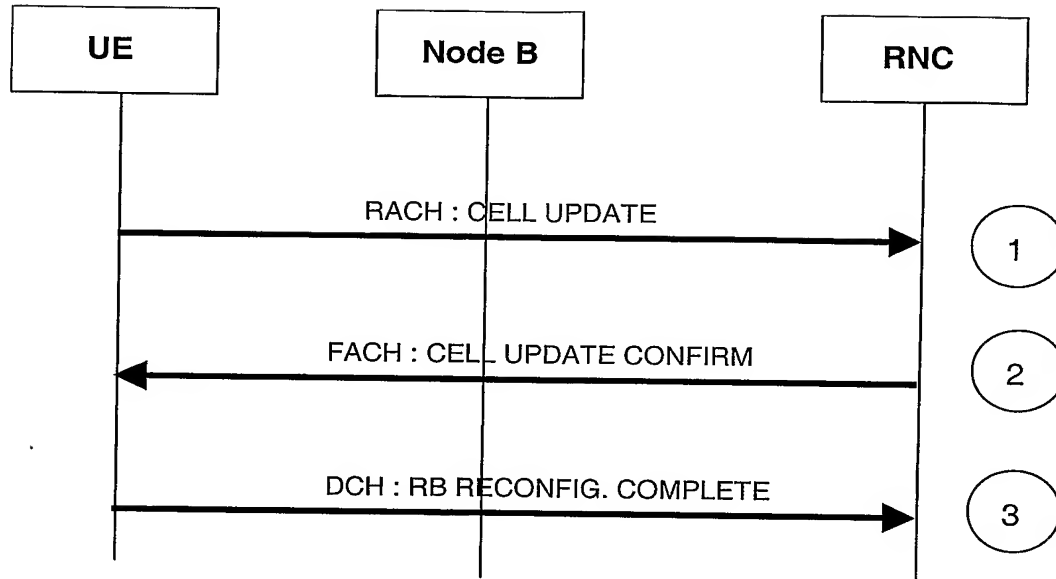 UE
Node B
RNC
RACH : CELL UPDATE
1
FACH : CELL UPDATE CONFIRM
2
DCH : RB RECONFIG. COMPLETE
3